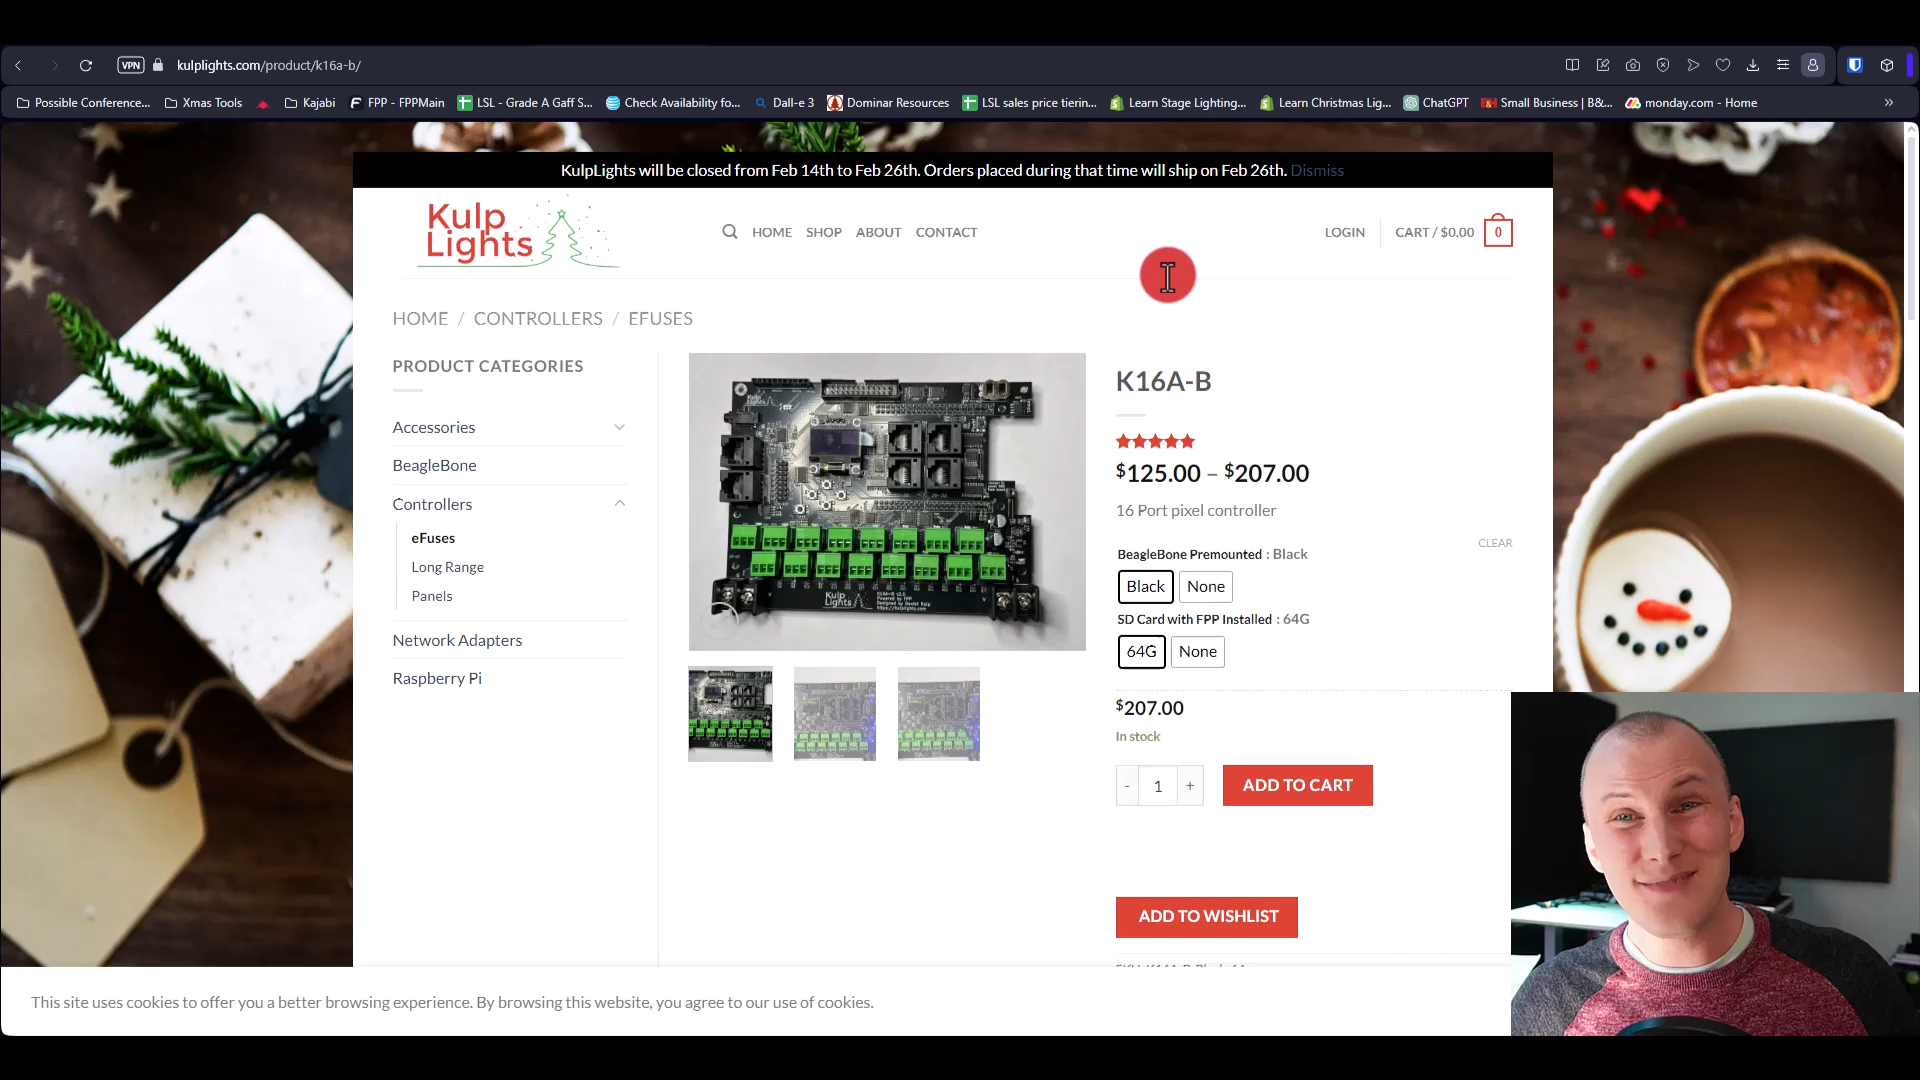 VPN kulplights.com/product/k16a-b/
Possible Conference... Xmas Tools Kajabi FPP - FPPMain LSL - Grade A Gaff S... Check Availability fo... Dall-e 3 Dominar Resources LSL sales price tierin... Learn Stage Lighting... Learn Christmas Lig... ChatGPT Small Business | B&... monday.com - Home
KulpLights will be closed from Feb 14th to Feb 26th. Orders placed during that time will ship on Feb 26th. Dismiss
Kulp
Lights
HOME SHOP ABOUT CONTACT
LOGIN CART / $0.00 0
HOME / CONTROLLERS / EFUSES
PRODUCT CATEGORIES
Accessories
BeagleBone
Controllers
eFuses
Long Range
Panels
Network Adapters
Raspberry Pi
Kulp
Lights
K16A-B
$125.00 – $207.00
16 Port pixel controller
CLEAR
BeagleBone Premounted : Black
Black None
SD Card with FPP Installed : 64G
64G None
$207.00
In stock
- 1 + ADD TO CART
ADD TO WISHLIST
This site uses cookies to offer you a better browsing experience. By browsing this website, you agree to our use of cookies.